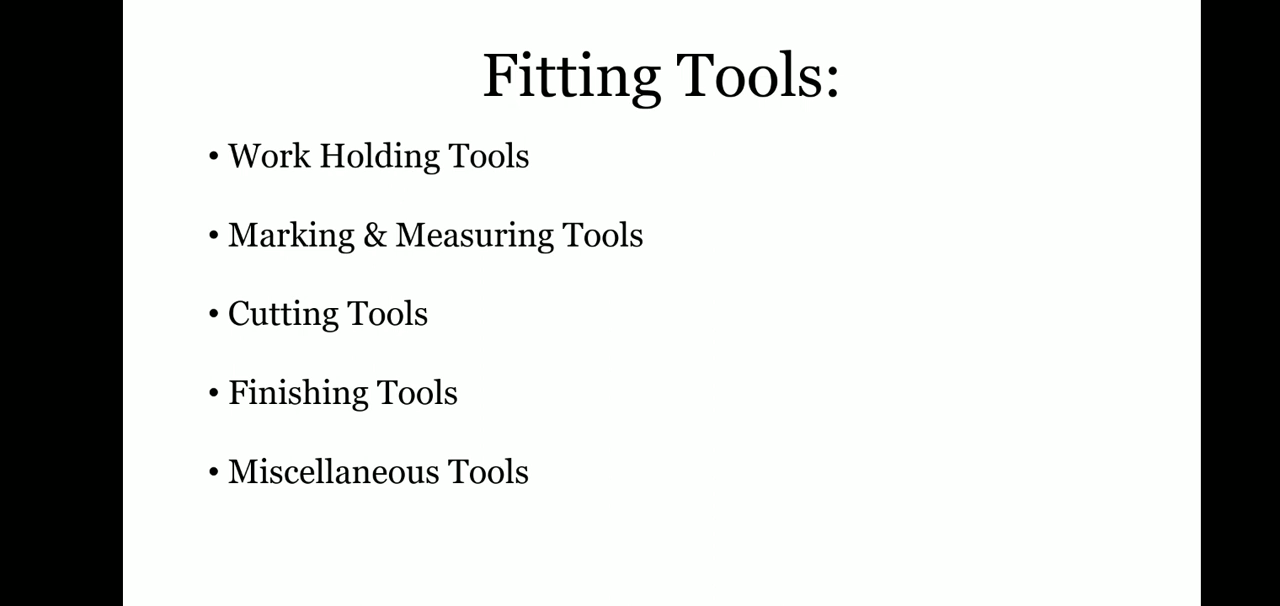 Fitting Tools:
• Work Holding Tools
• Marking & Measuring Tools
• Cutting Tools
• Finishing Tools
• Miscellaneous Tools